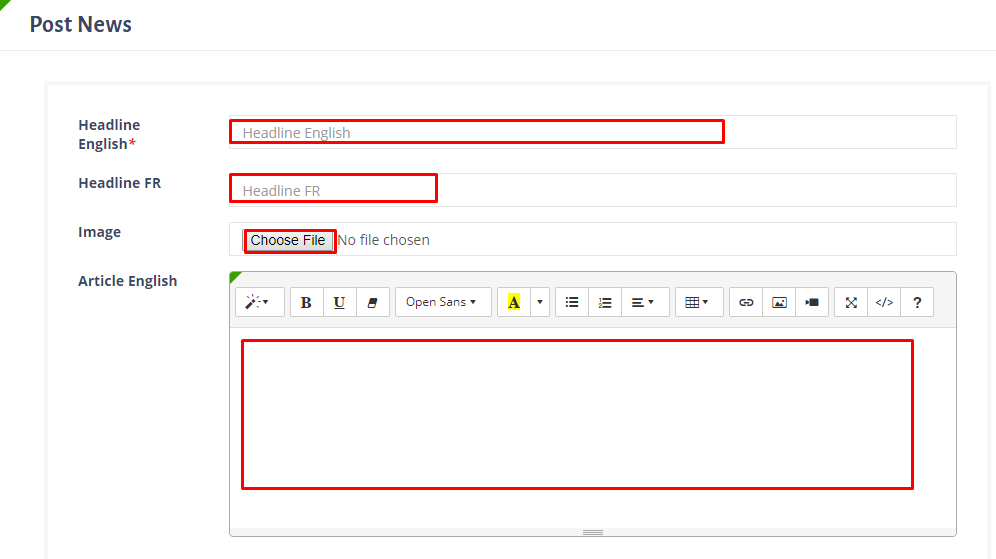 Post News
Headline
English*
Headline English
Headline FR
Headline FR
Image
Choose File No file chosen
Article English
B U Open Sans A </> ?